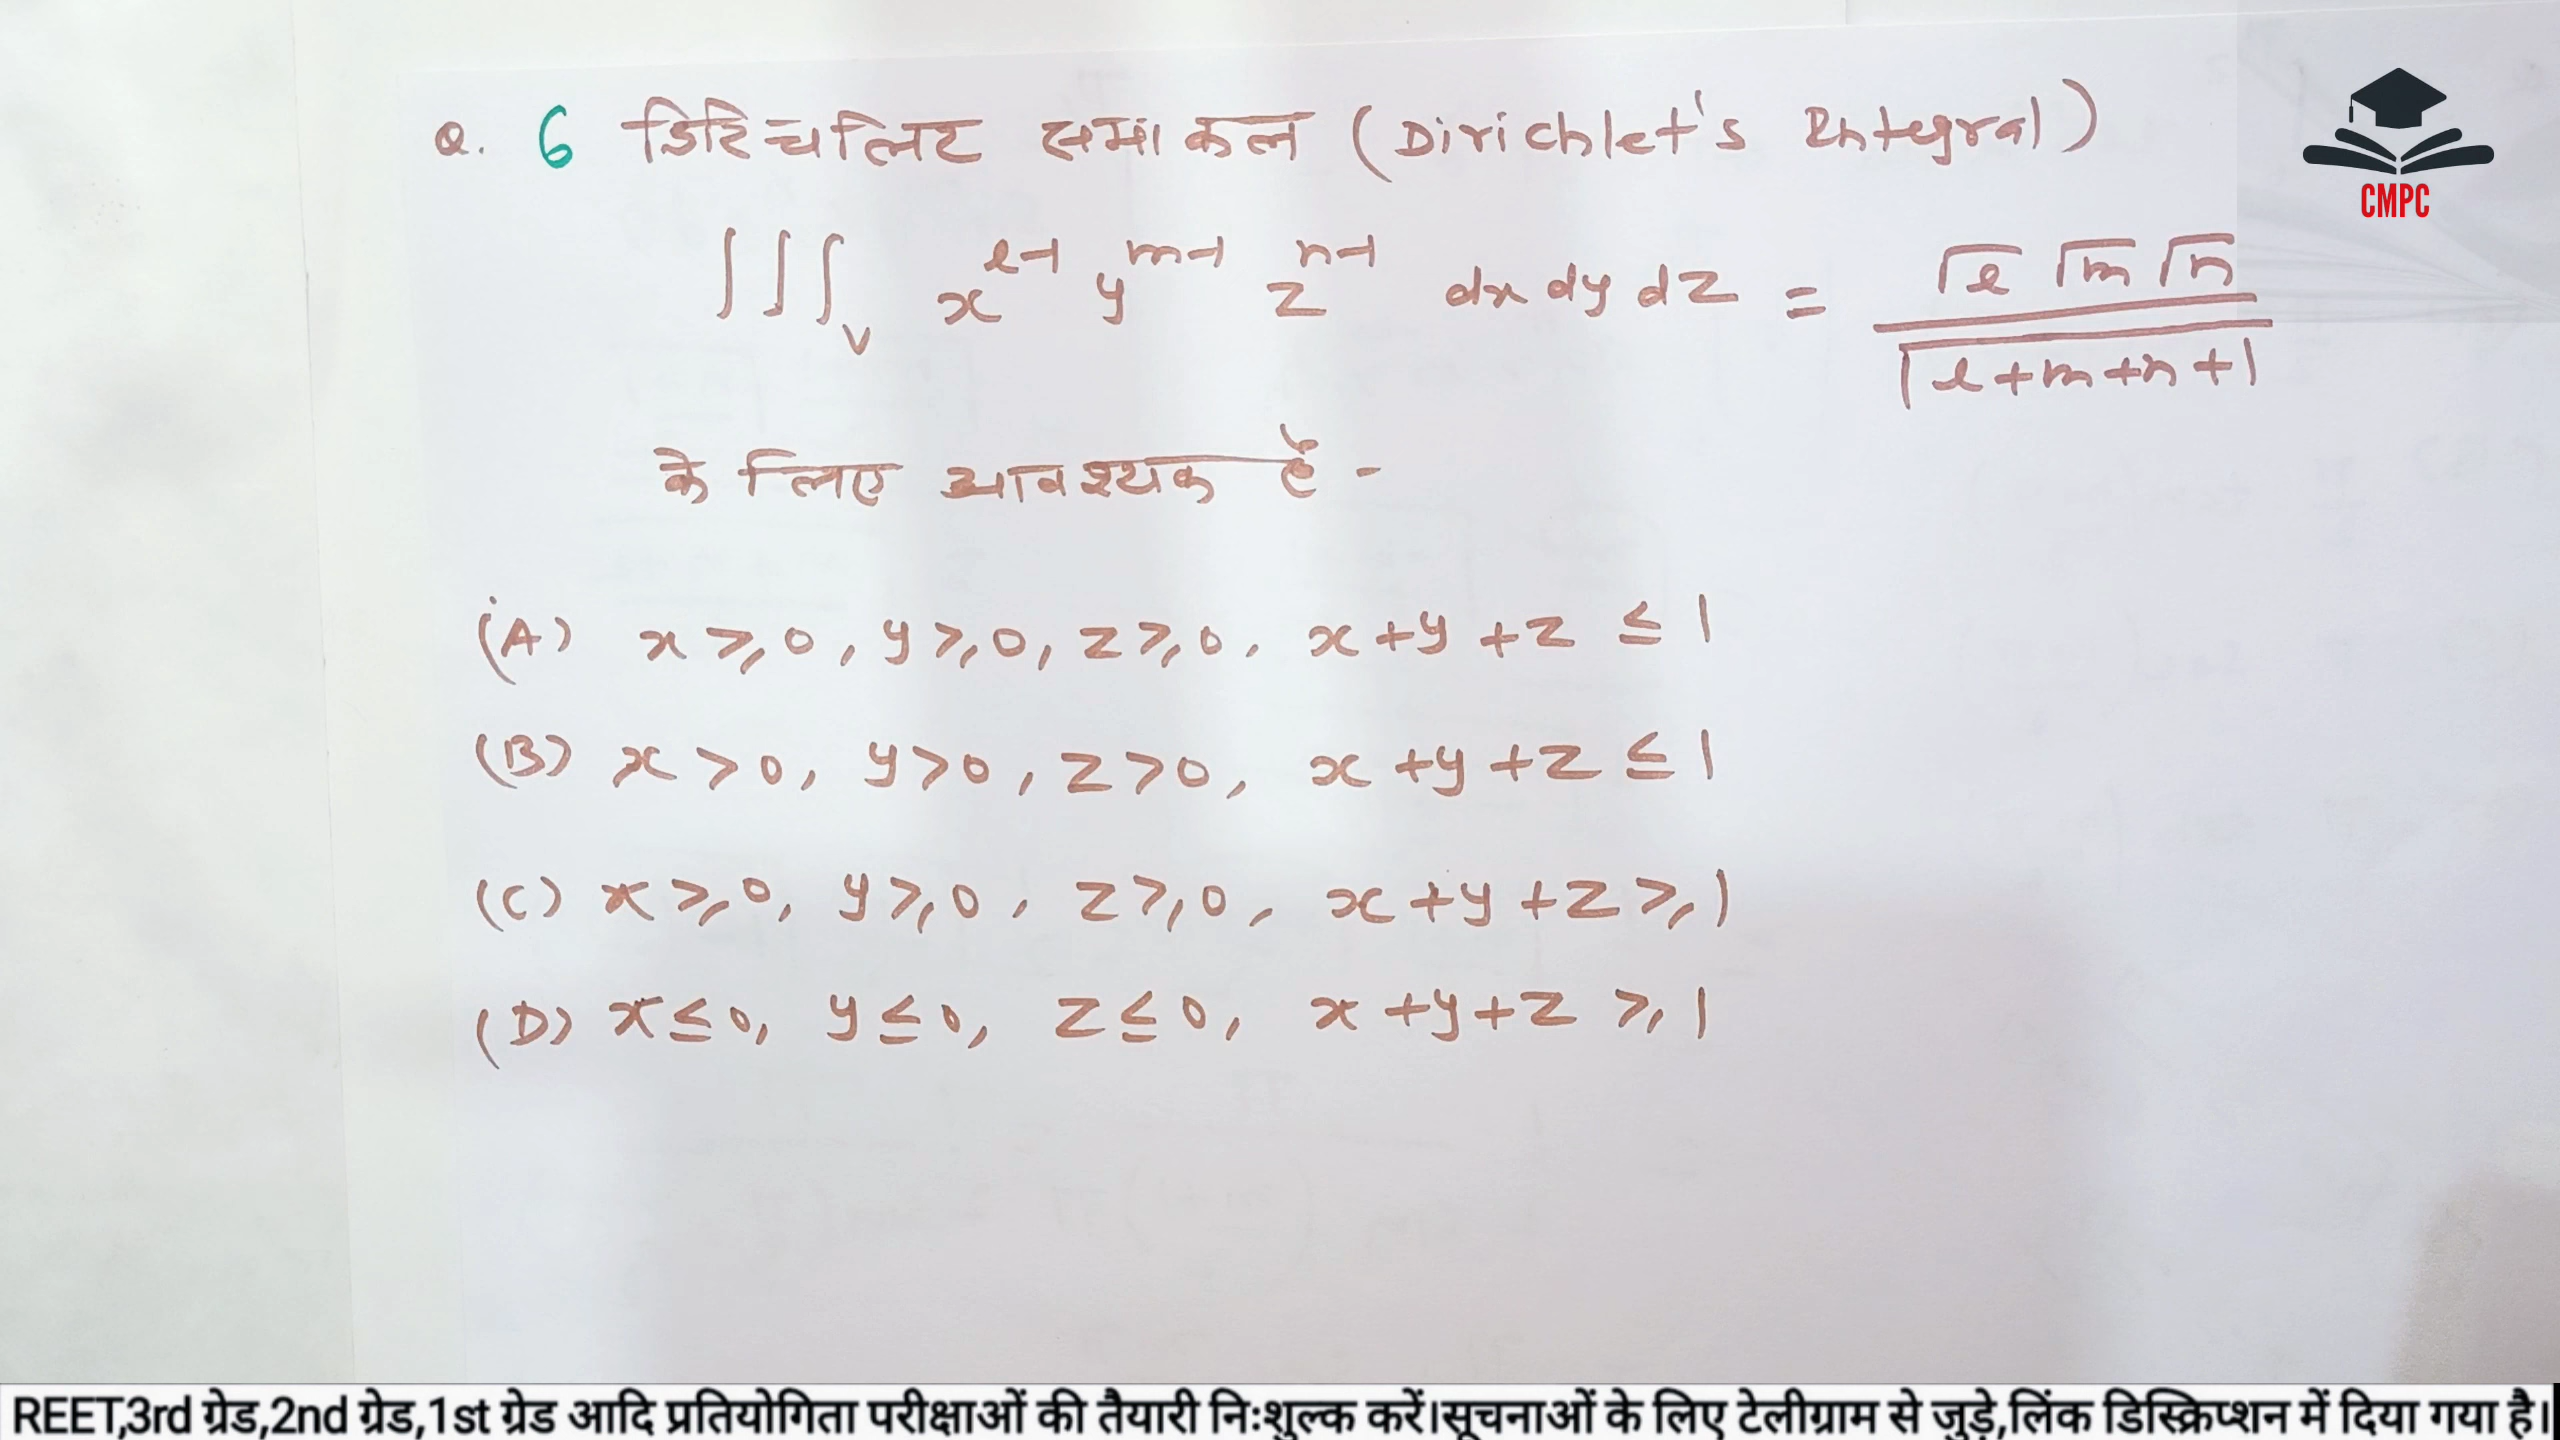 Q. 6 डिरिचलिट समाकल (Dirichlet's Integral)
∫∫∫_V x^{l-1} y^{m-1} z^{n-1} dx dy dz = Γl Γm Γn / Γl+m+n+1
के लिए आवश्यक है -
(A) x ≥ 0, y ≥ 0, z ≥ 0, x + y + z ≤ 1
(B) x > 0, y > 0, z > 0, x + y + z ≤ 1
(C) x ≥ 0, y ≥ 0, z ≥ 0, x + y + z ≥ 1
(D) x ≤ 0, y ≤ 0, z ≤ 0, x + y + z ≥ 1
CMPC
REET,3rd ग्रेड,2nd ग्रेड,1st ग्रेड आदि प्रतियोगिता परीक्षाओं की तैयारी निःशुल्क करें।सूचनाओं के लिए टेलीग्राम से जुड़े,लिंक डिस्क्रिप्शन में दिया गया है।